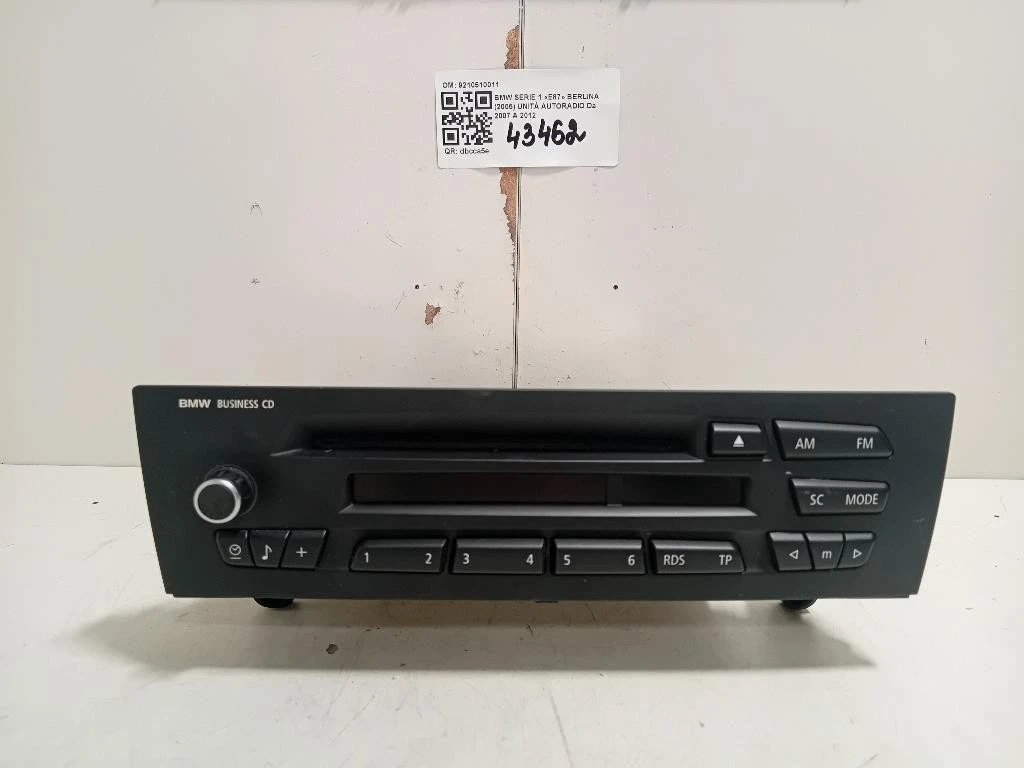 OM: 9210510011
BMW SERIE 1 «E87» BERLINA
(2006) UNITÀ AUTORADIO Da
2007 A 2012
43462
QR: dbcca5e
BMW BUSINESS CD
AM FM
SC MODE
1 2 3 4 5 6 RDS TP
m